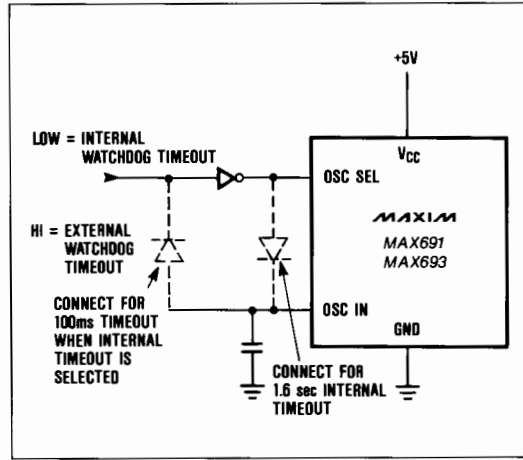 +5V
LOW = INTERNAL
WATCHDOG TIMEOUT
VCC
OSC SEL
HI = EXTERNAL
WATCHDOG
TIMEOUT
MAXIM
MAX691
MAX693
CONNECT FOR
100ms TIMEOUT
WHEN INTERNAL
TIMEOUT IS
SELECTED
OSC IN
GND
CONNECT FOR
1.6 sec INTERNAL
TIMEOUT